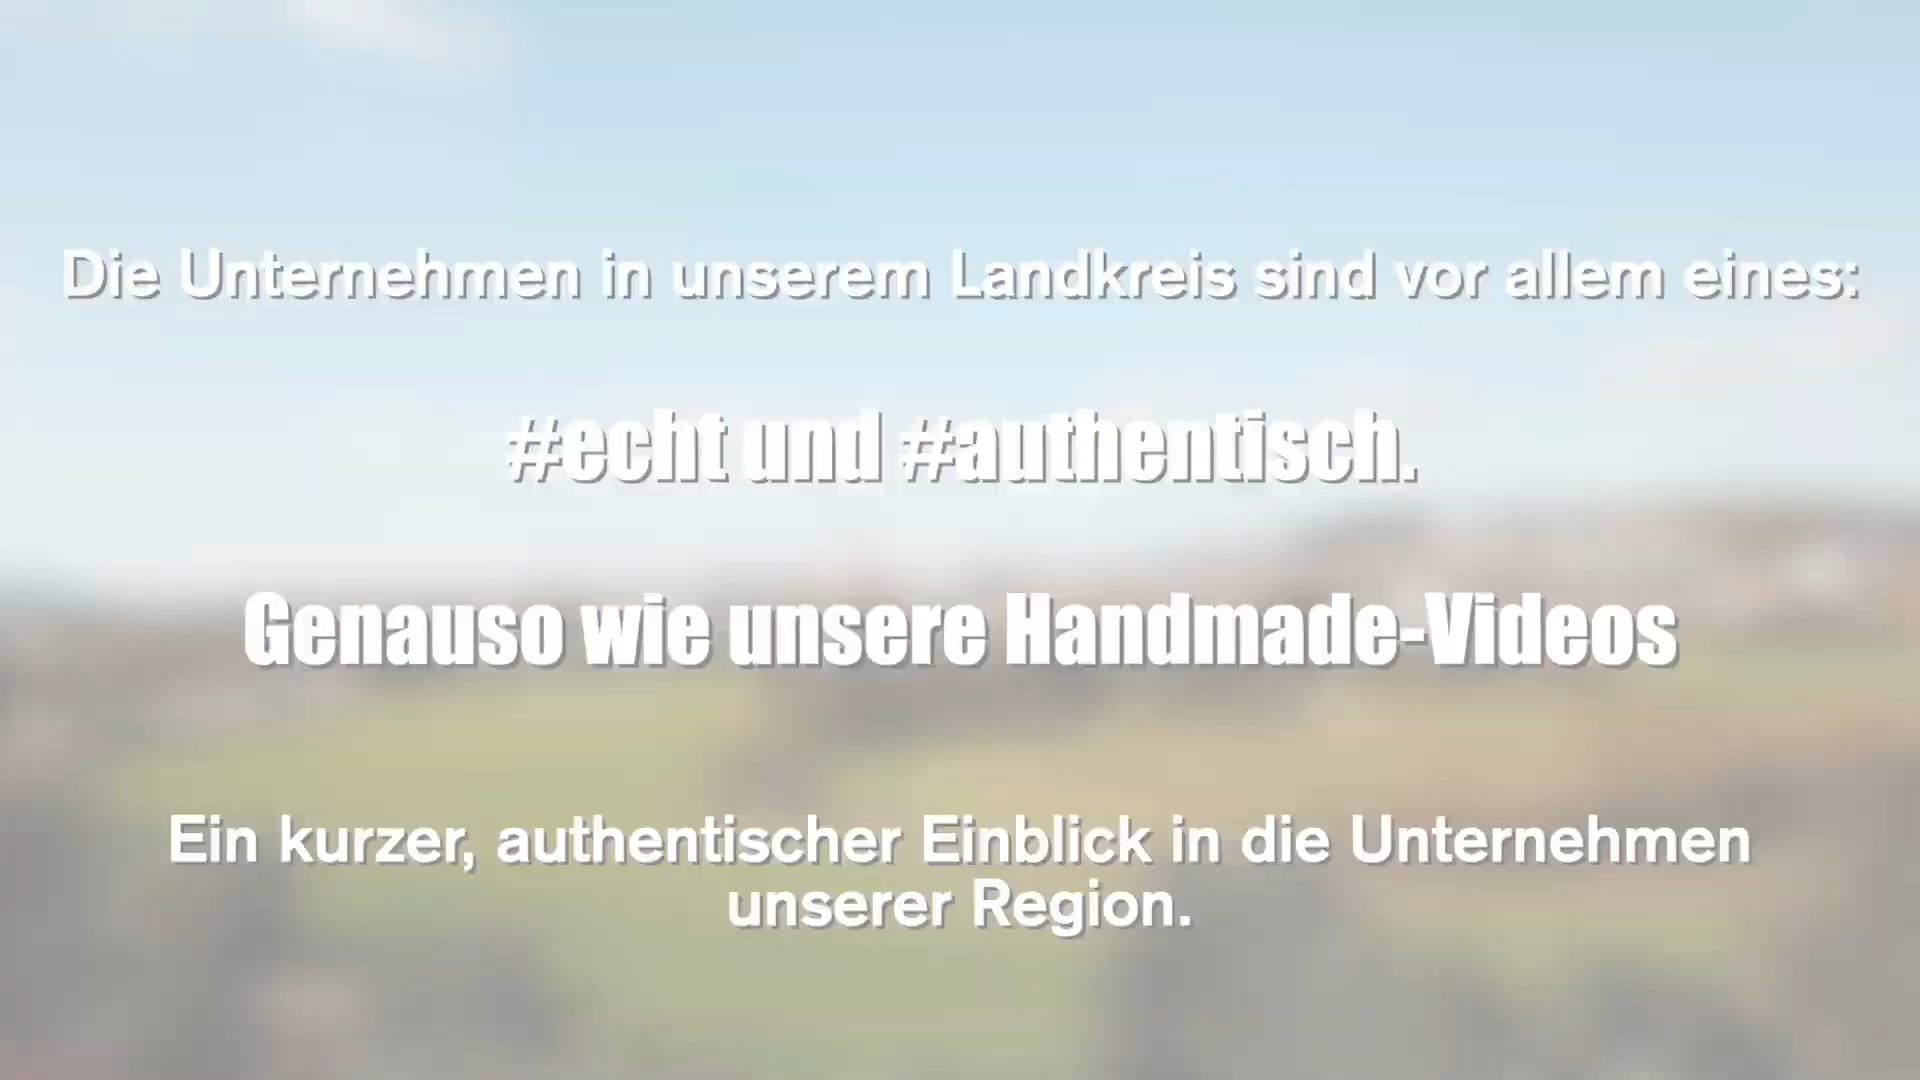 Die Unternehmen in unserem Landkreis sind vor allem eines:
#echt und #authentisch.
Genauso wie unsere Handmade-Videos
Ein kurzer, authentischer Einblick in die Unternehmen
unserer Region.